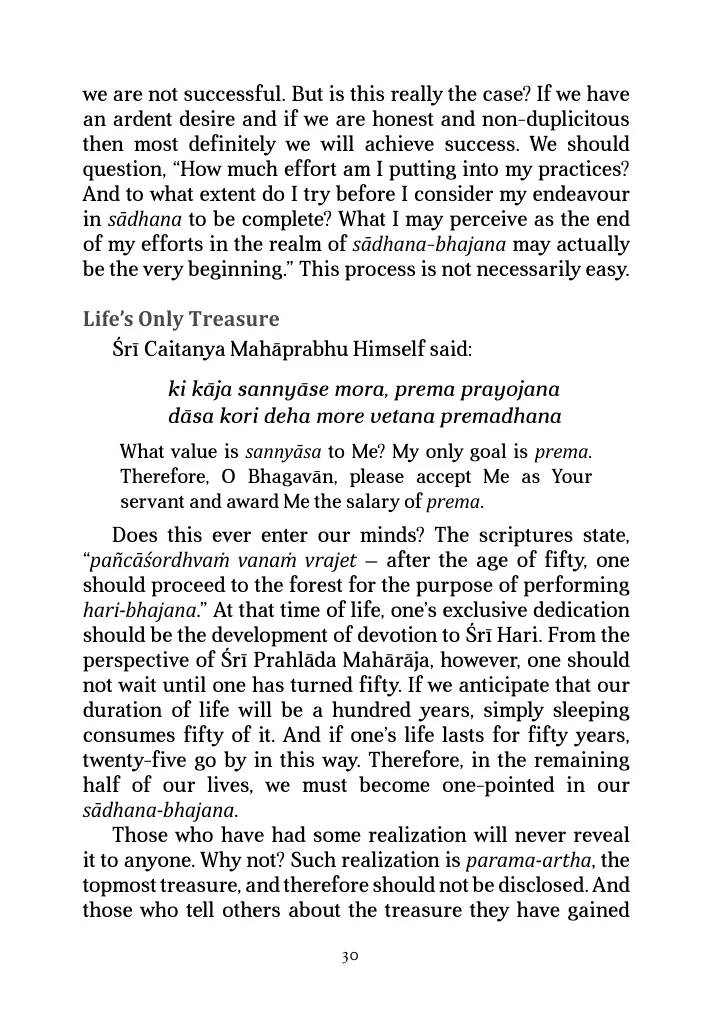 we are not successful. But is this really the case? If we have
an ardent desire and if we are honest and non-duplicitous
then most definitely we will achieve success. We should
question, “How much effort am I putting into my practices?
And to what extent do I try before I consider my endeavour
in sādhana to be complete? What I may perceive as the end
of my efforts in the realm of sādhana-bhajana may actually
be the very beginning.” This process is not necessarily easy.
Life’s Only Treasure
Śrī Caitanya Mahāprabhu Himself said:
ki kāja sannyāse mora, prema prayojana
dāsa kori deha more vetana premadhana
What value is sannyāsa to Me? My only goal is prema.
Therefore, O Bhagavān, please accept Me as Your
servant and award Me the salary of prema.
Does this ever enter our minds? The scriptures state,
“pañcāśordhvaṁ vanaṁ vrajet – after the age of fifty, one
should proceed to the forest for the purpose of performing
hari-bhajana.” At that time of life, one’s exclusive dedication
should be the development of devotion to Śrī Hari. From the
perspective of Śrī Prahlāda Mahārāja, however, one should
not wait until one has turned fifty. If we anticipate that our
duration of life will be a hundred years, simply sleeping
consumes fifty of it. And if one’s life lasts for fifty years,
twenty-five go by in this way. Therefore, in the remaining
half of our lives, we must become one-pointed in our
sādhana-bhajana.
Those who have had some realization will never reveal
it to anyone. Why not? Such realization is parama-artha, the
topmost treasure, and therefore should not be disclosed. And
those who tell others about the treasure they have gained
30